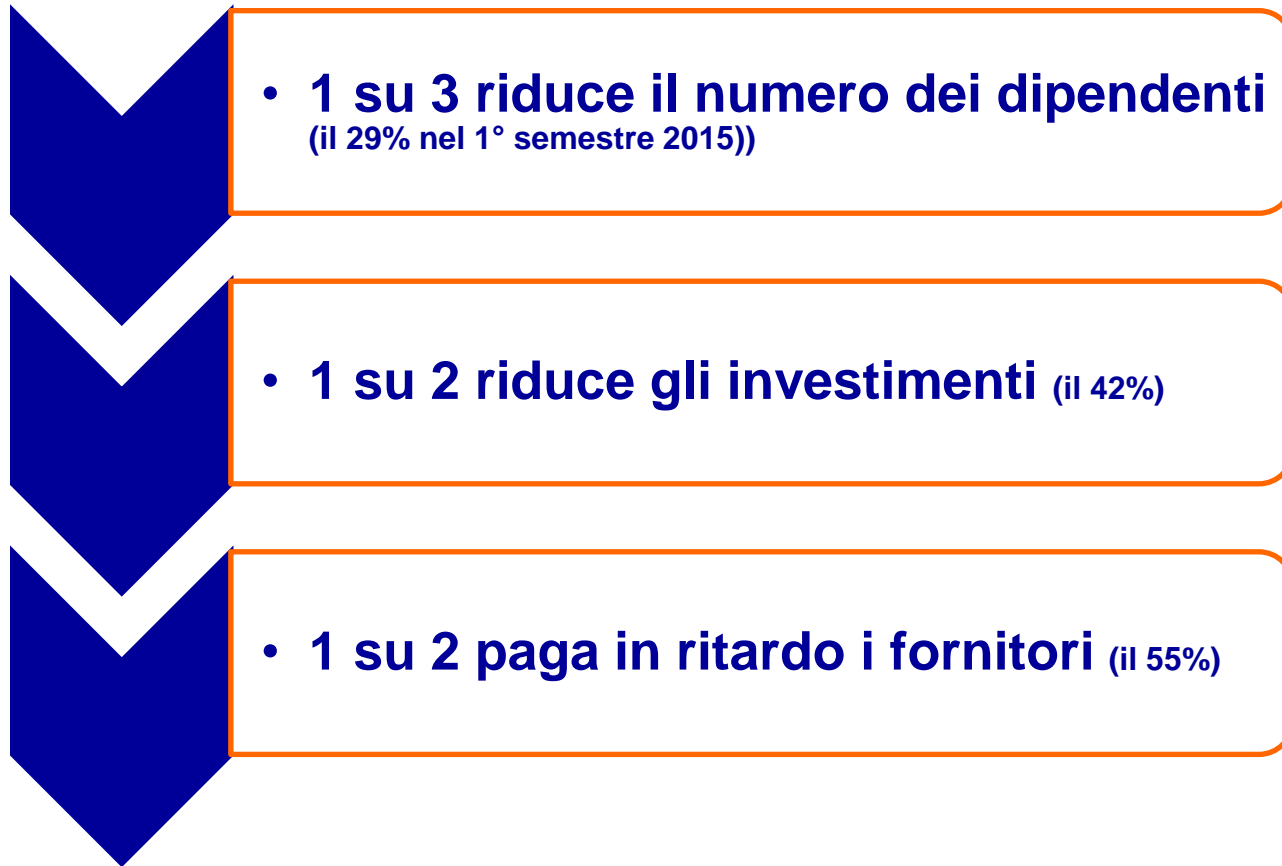 • 1 su 3 riduce il numero dei dipendenti
(il 29% nel 1° semestre 2015))
• 1 su 2 riduce gli investimenti (il 42%)
• 1 su 2 paga in ritardo i fornitori (il 55%)